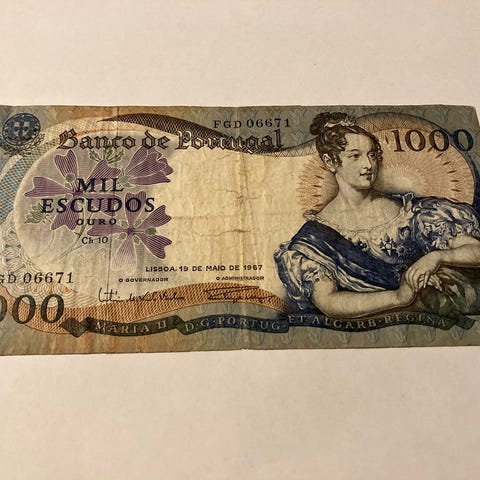 FGD 06671
Banco de Portugal
1000
MIL
ESCUDOS
OURO
Ch 10
LISBOA, 19 DE MAIO DE 1967
O GOVERNADOR
O ADMINISTRADOR
GD 06671
000
MARIA II · D·G·PORTUG·ET ALGARB·REGINA